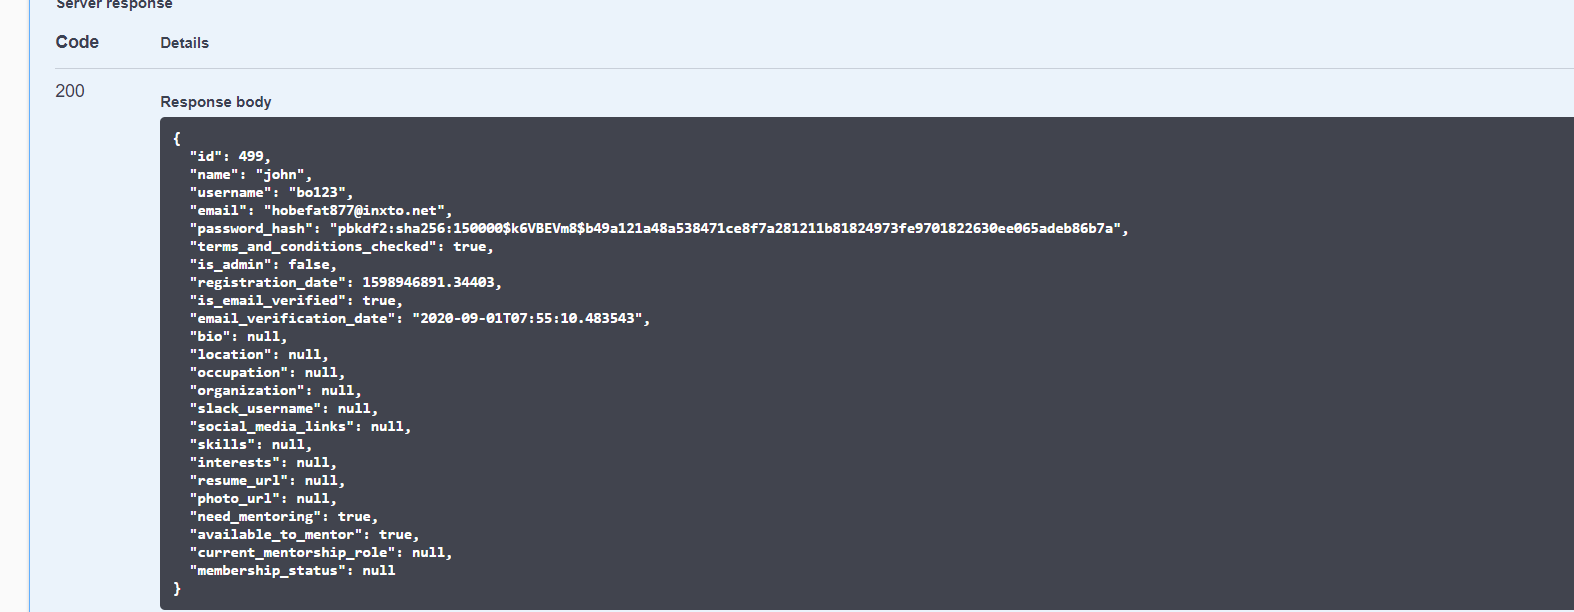 Server response
Code Details
200
Response body
{
  "id": 499,
  "name": "john",
  "username": "bo123",
  "email": "hobefat877@inxto.net",
  "password_hash": "pbkdf2:sha256:150000$k6VBEVm8$b49a121a48a538471ce8f7a281211b81824973fe9701822630ee065adeb86b7a",
  "terms_and_conditions_checked": true,
  "is_admin": false,
  "registration_date": 1598946891.34403,
  "is_email_verified": true,
  "email_verification_date": "2020-09-01T07:55:10.483543",
  "bio": null,
  "location": null,
  "occupation": null,
  "organization": null,
  "slack_username": null,
  "social_media_links": null,
  "skills": null,
  "interests": null,
  "resume_url": null,
  "photo_url": null,
  "need_mentoring": true,
  "available_to_mentor": true,
  "current_mentorship_role": null,
  "membership_status": null
}